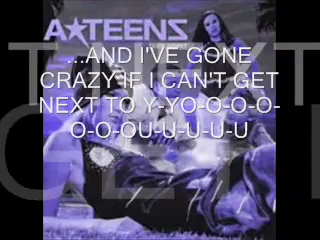 A★TEENS
...AND I'VE GONE
CRAZY IF I CAN'T GET
NEXT TO Y-YO-O-O-O-
O-O-OU-U-U-U-U